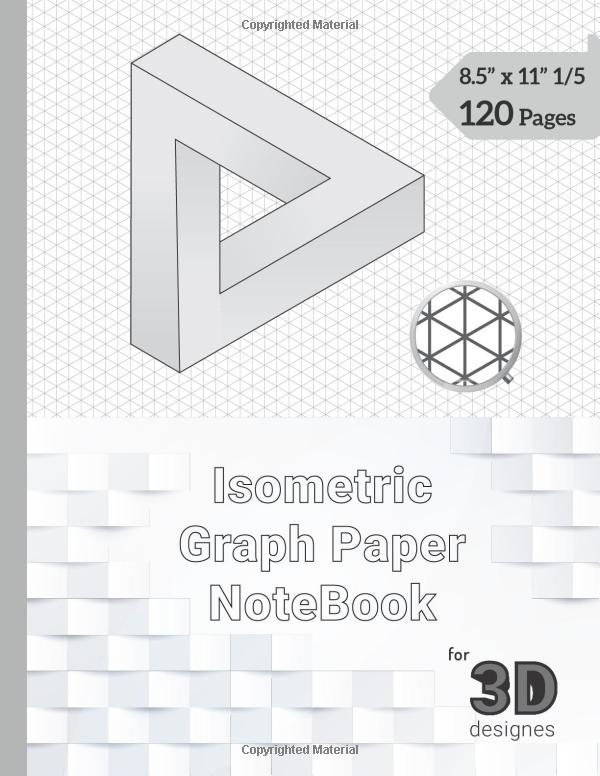 Copyrighted Material
8.5” x 11” 1/5
120 Pages
Isometric
Graph Paper
NoteBook
for
3D
designes
Copyrighted Material